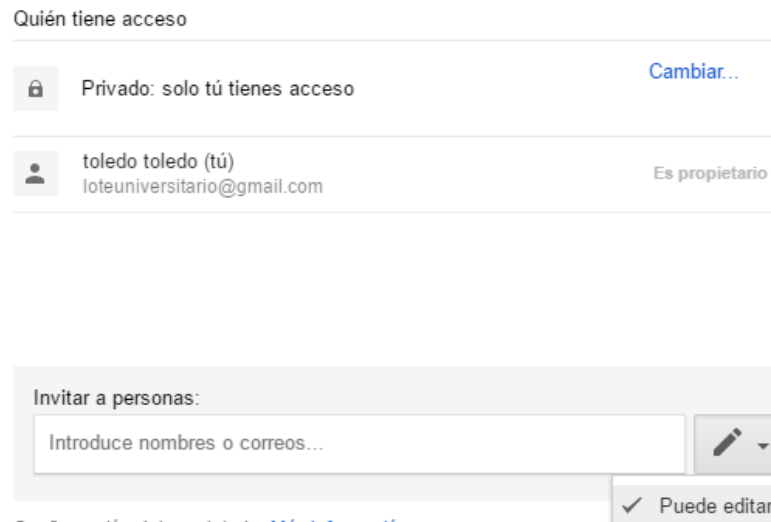 Quién tiene acceso
Cambiar...
Privado: solo tú tienes acceso
toledo toledo (tú)
loteuniversitario@gmail.com
Es propietario
Invitar a personas:
Introduce nombres o correos...
Puede editar